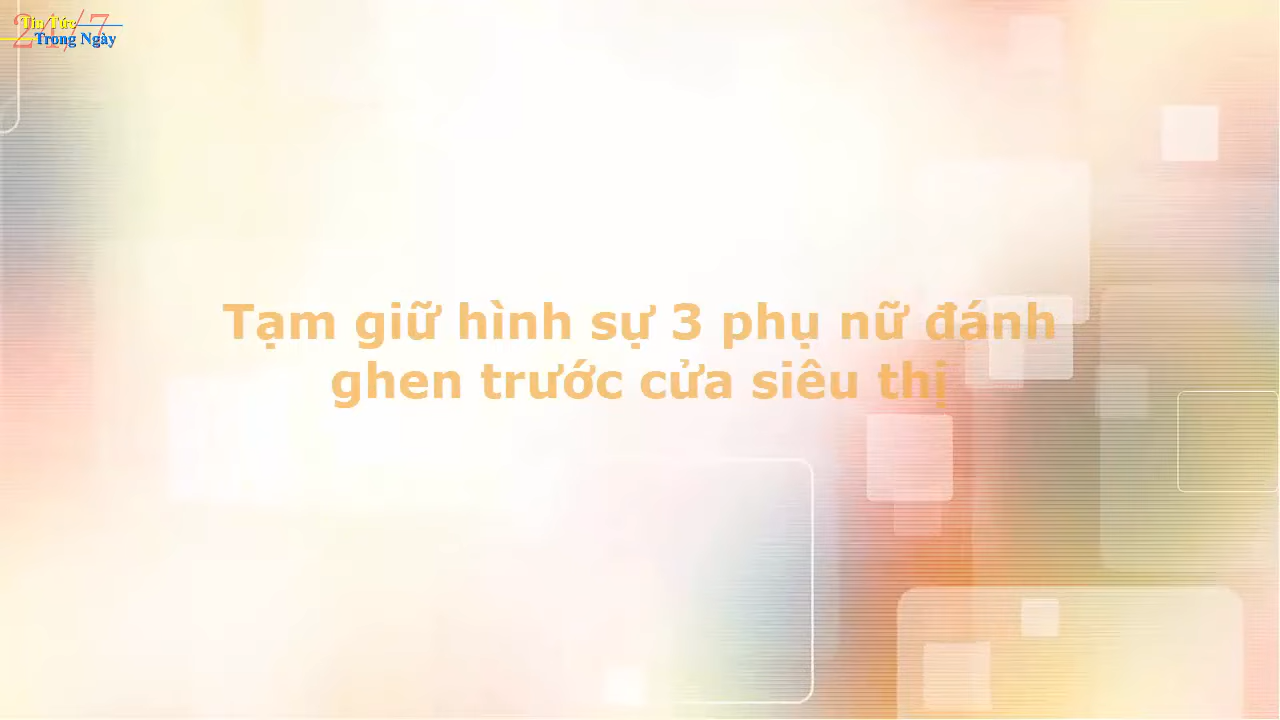 24/7
Tin Tức
Trong Ngày
Tạm giữ hình sự 3 phụ nữ đánh
ghen trước cửa siêu thị